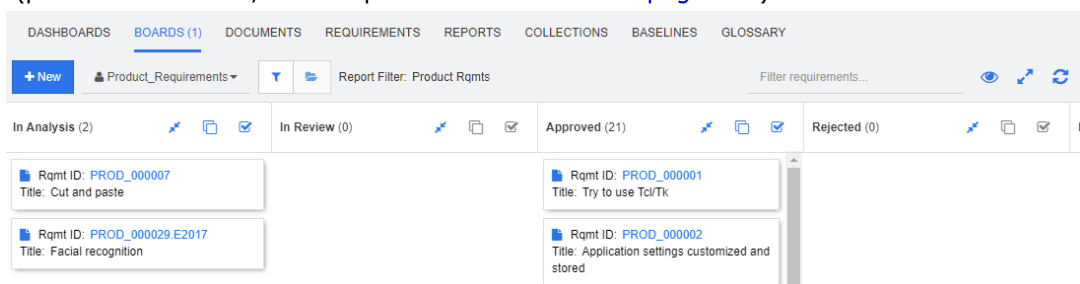 DASHBOARDS BOARDS (1) DOCUMENTS REQUIREMENTS REPORTS COLLECTIONS BASELINES GLOSSARY
+ New Product_Requirements Report Filter: Product Rqmts Filter requirements...
In Analysis (2) In Review (0) Approved (21) Rejected (0)
Rqmt ID: PROD_000007
Title: Cut and paste
Rqmt ID: PROD_000029.E2017
Title: Facial recognition
Rqmt ID: PROD_000001
Title: Try to use Tcl/Tk
Rqmt ID: PROD_000002
Title: Application settings customized and
stored